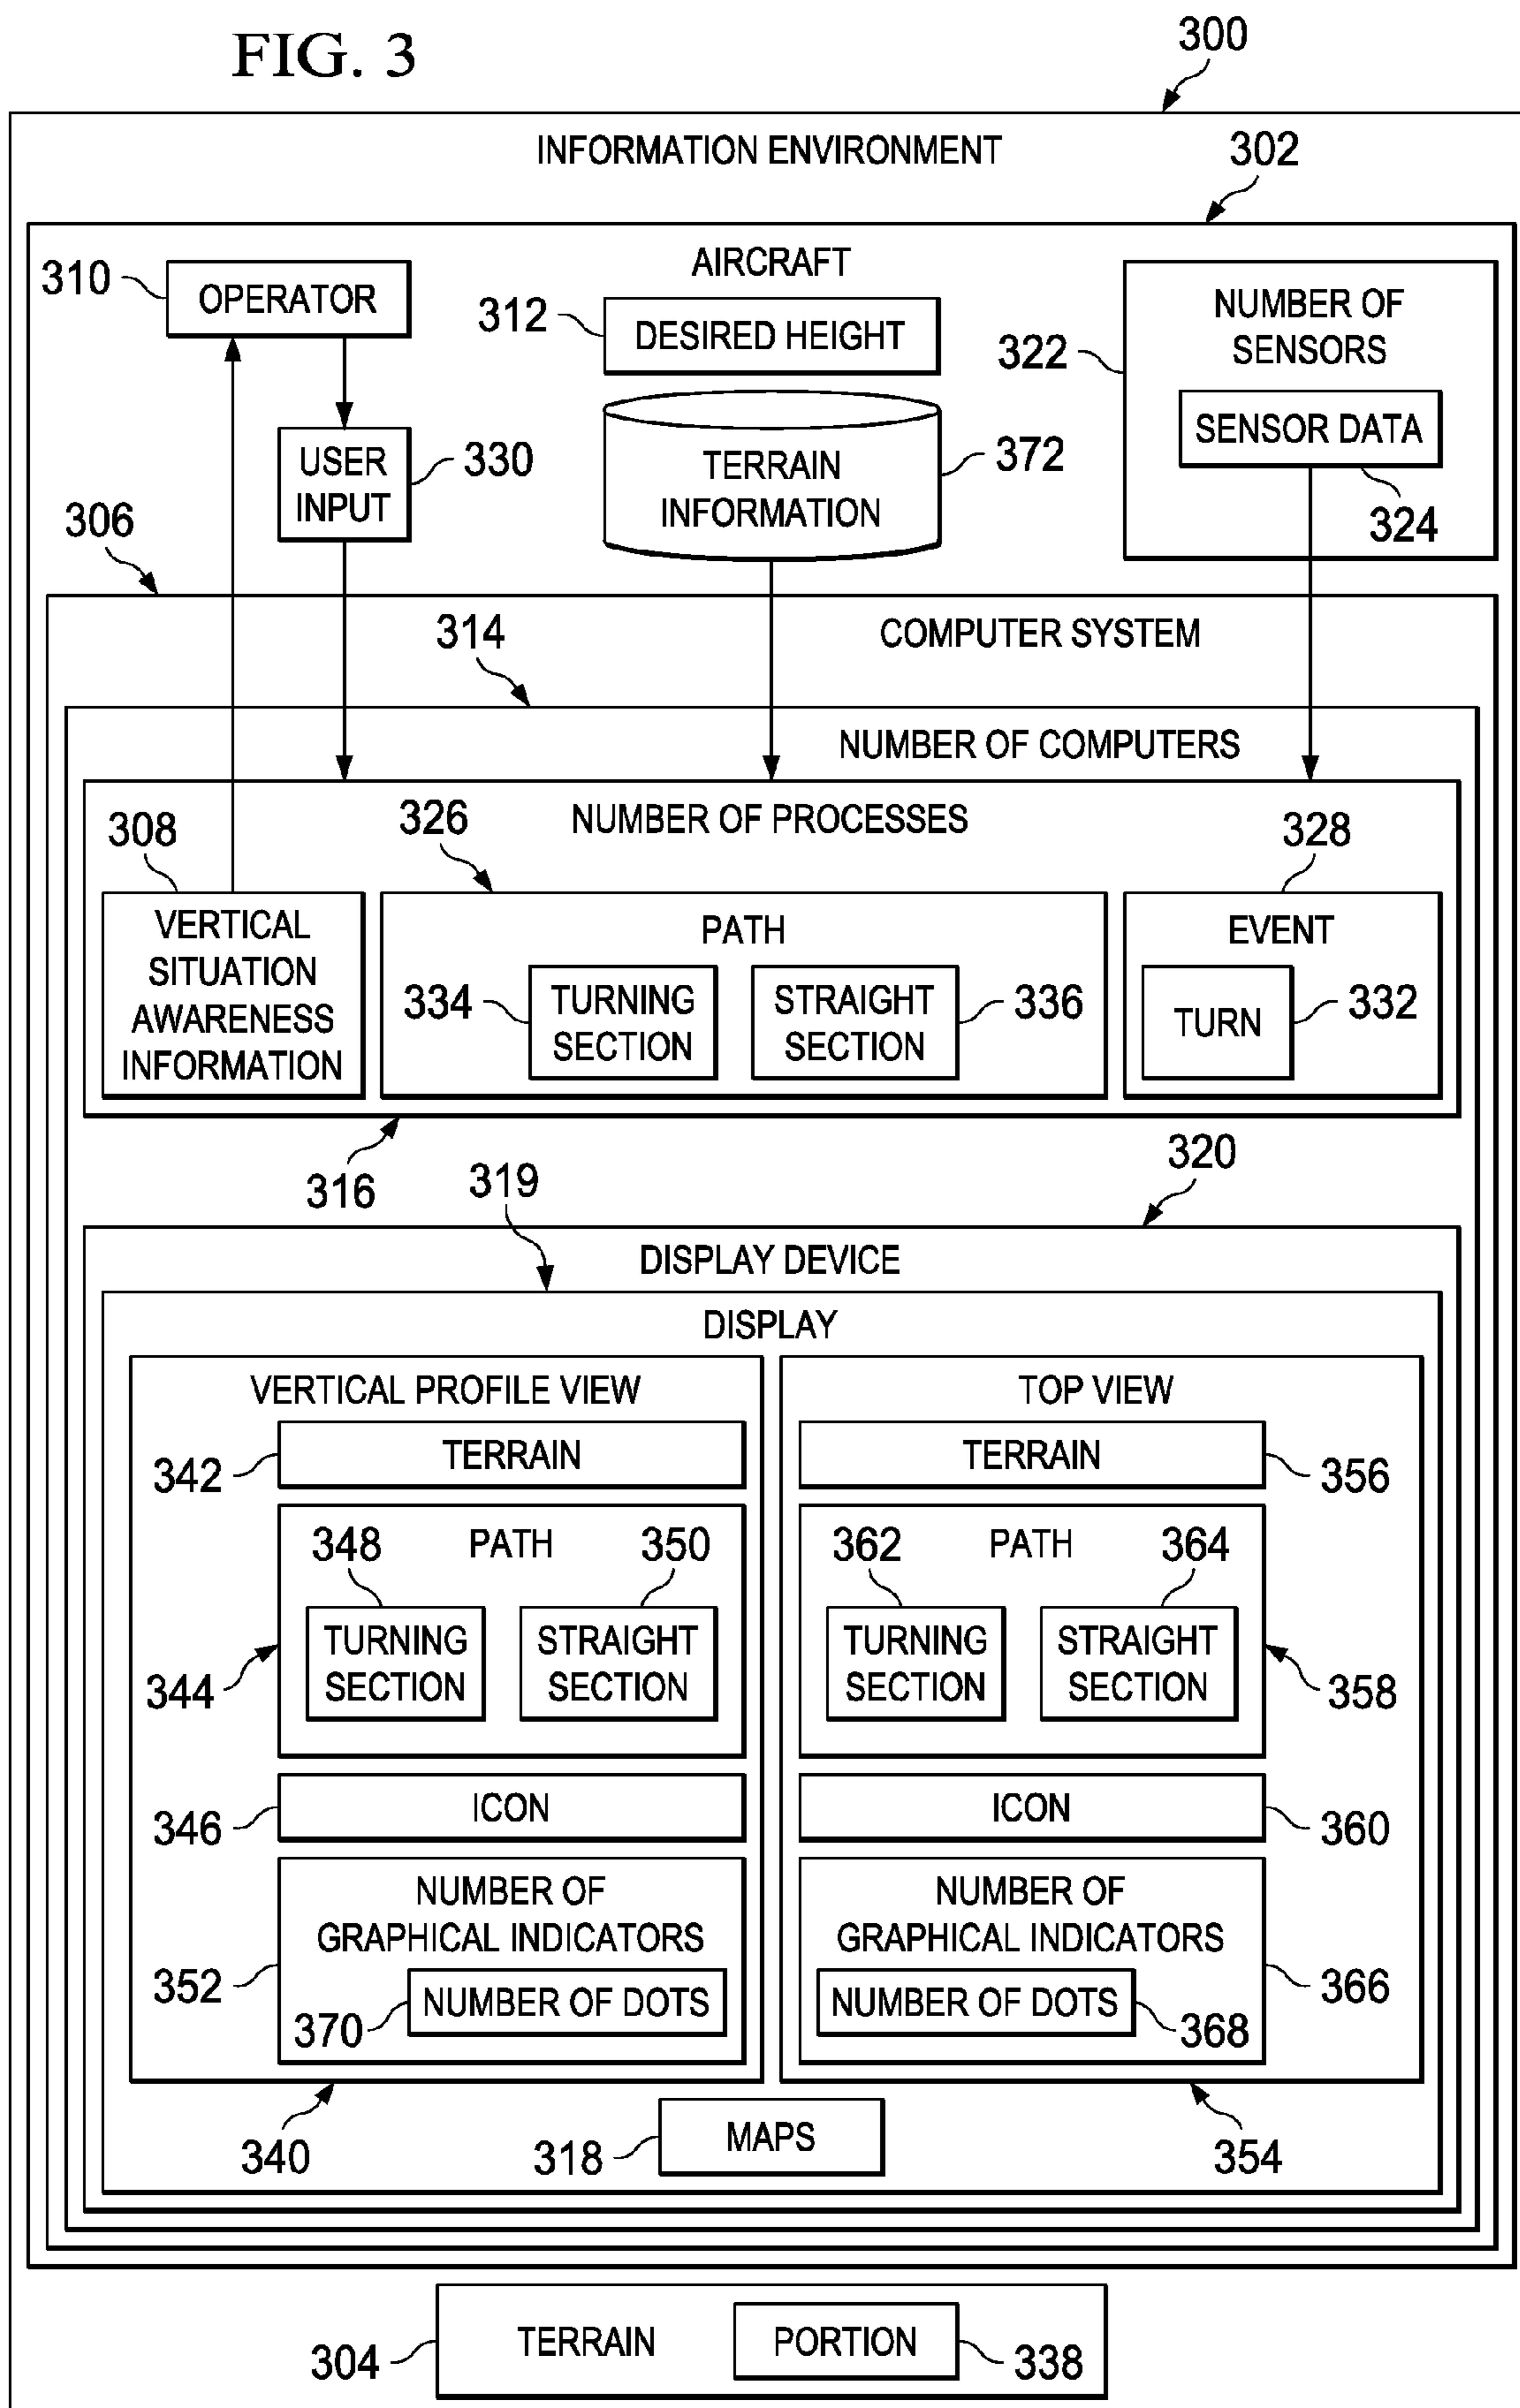 FIG. 3
300
INFORMATION ENVIRONMENT
302
AIRCRAFT
310
OPERATOR
312
DESIRED HEIGHT
322
NUMBER OF
SENSORS
SENSOR DATA
324
USER
INPUT
330
TERRAIN
INFORMATION
372
306
COMPUTER SYSTEM
314
NUMBER OF COMPUTERS
NUMBER OF PROCESSES
308
VERTICAL
SITUATION
AWARENESS
INFORMATION
326
PATH
334
TURNING
SECTION
STRAIGHT
SECTION
336
328
EVENT
TURN
332
316
319
320
DISPLAY DEVICE
DISPLAY
VERTICAL PROFILE VIEW
342
TERRAIN
348
PATH
350
TURNING
SECTION
STRAIGHT
SECTION
344
346
ICON
NUMBER OF
GRAPHICAL INDICATORS
352
370
NUMBER OF DOTS
340
TOP VIEW
TERRAIN
356
362
PATH
364
TURNING
SECTION
STRAIGHT
SECTION
358
ICON
360
NUMBER OF
GRAPHICAL INDICATORS
366
NUMBER OF DOTS
368
354
318
MAPS
304
TERRAIN
PORTION
338